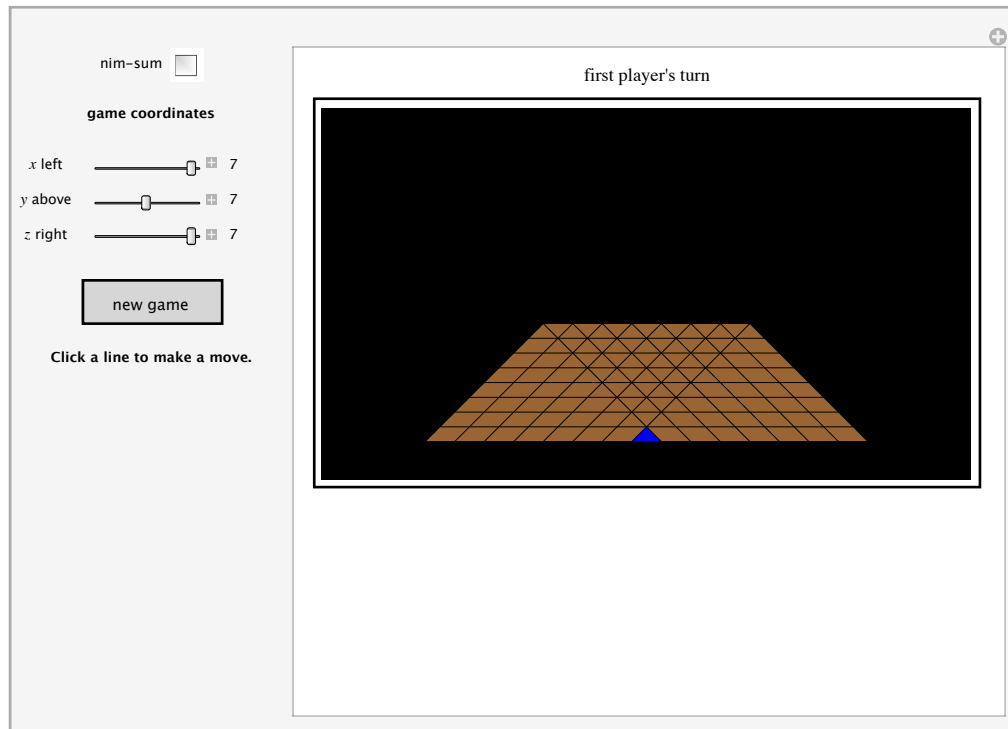 nim-sum
game coordinates
x left 7
y above 7
z right 7
new game
Click a line to make a move.
first player's turn